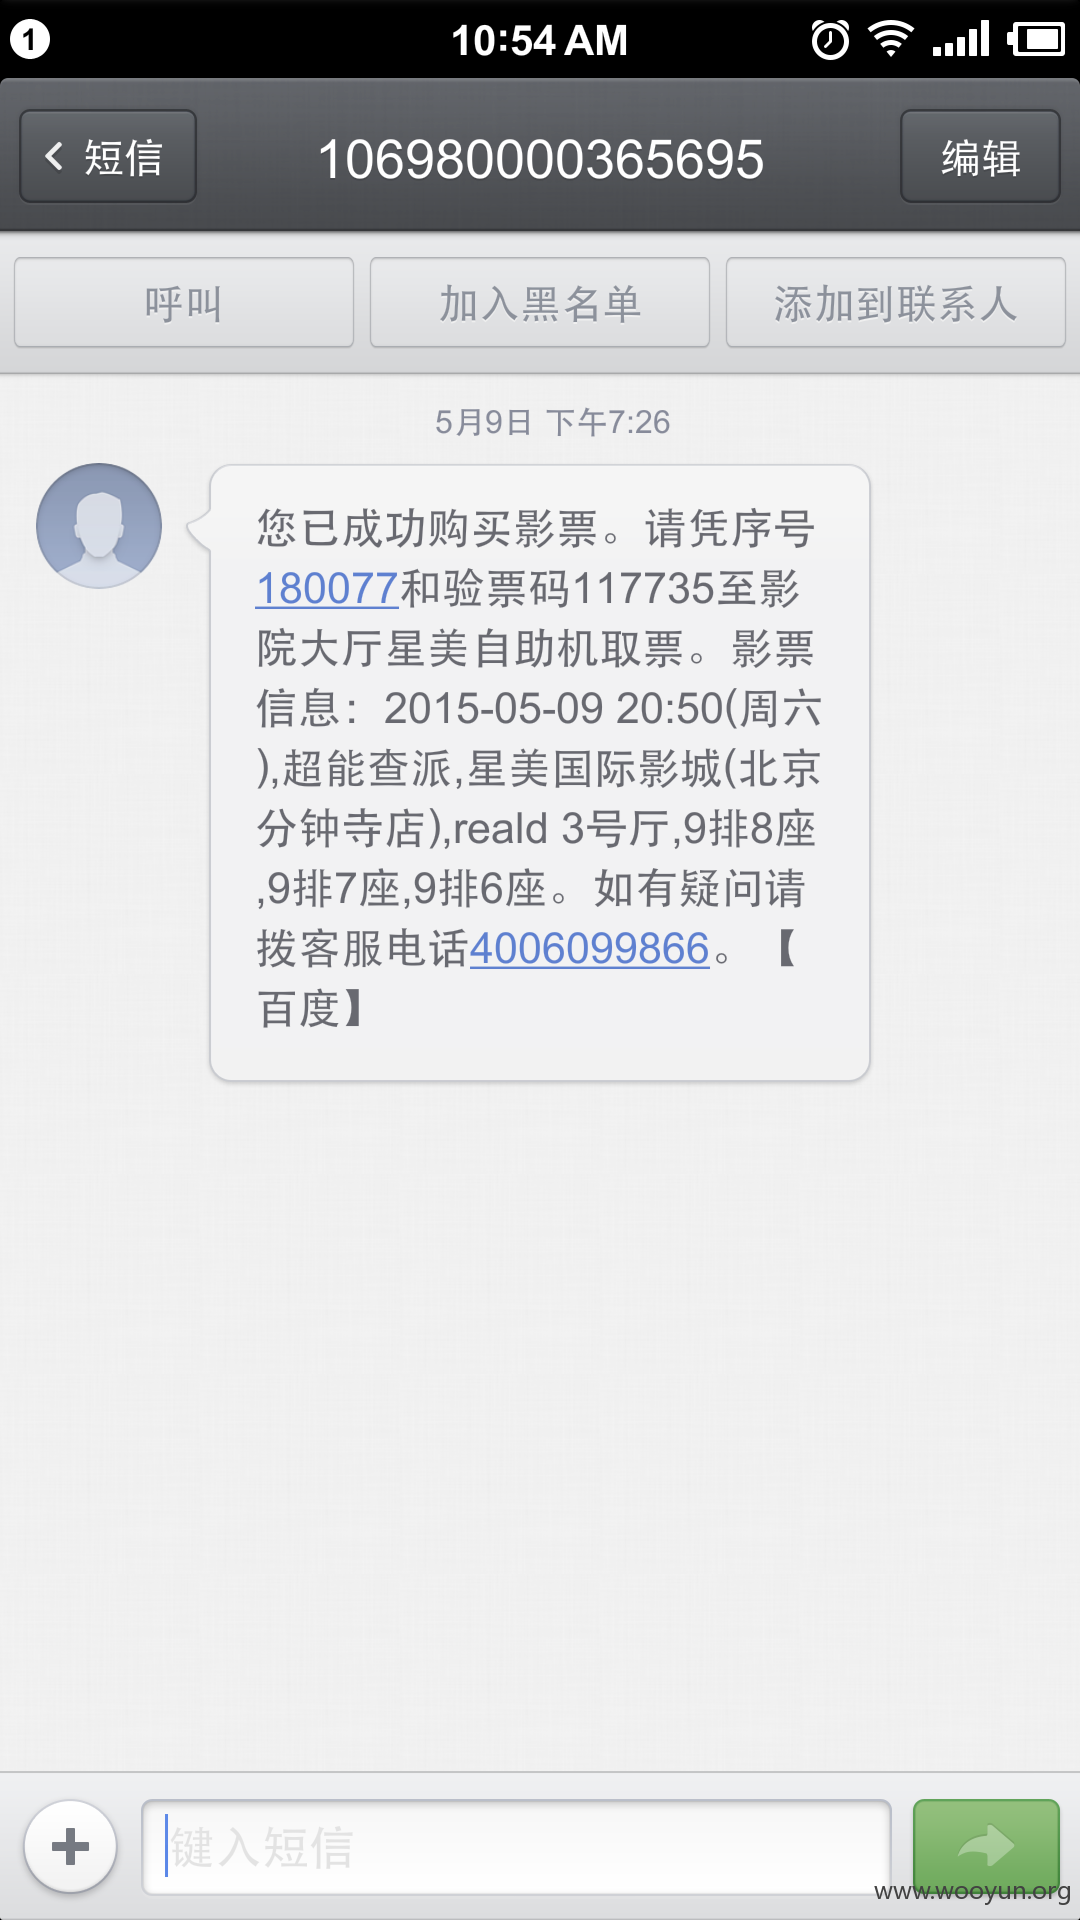 1
10:54 AM
短信
106980000365695
编辑
呼叫
加入黑名单
添加到联系人
5月9日 下午7:26
您已成功购买影票。请凭序号
180077和验票码117735至影
院大厅星美自助机取票。影票
信息：2015-05-09 20:50(周六
),超能查派,星美国际影城(北京
分钟寺店),reald 3号厅,9排8座
,9排7座,9排6座。如有疑问请
拨客服电话4006099866。【
百度】
键入短信
www.wooyun.org